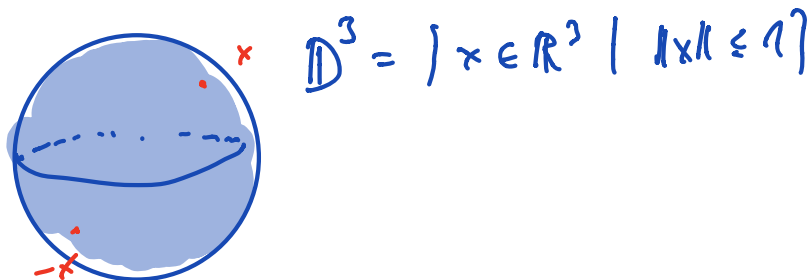 x
𝔻³ = { x ∈ ℝ³ | ‖x‖ ≤ 1 }
-x